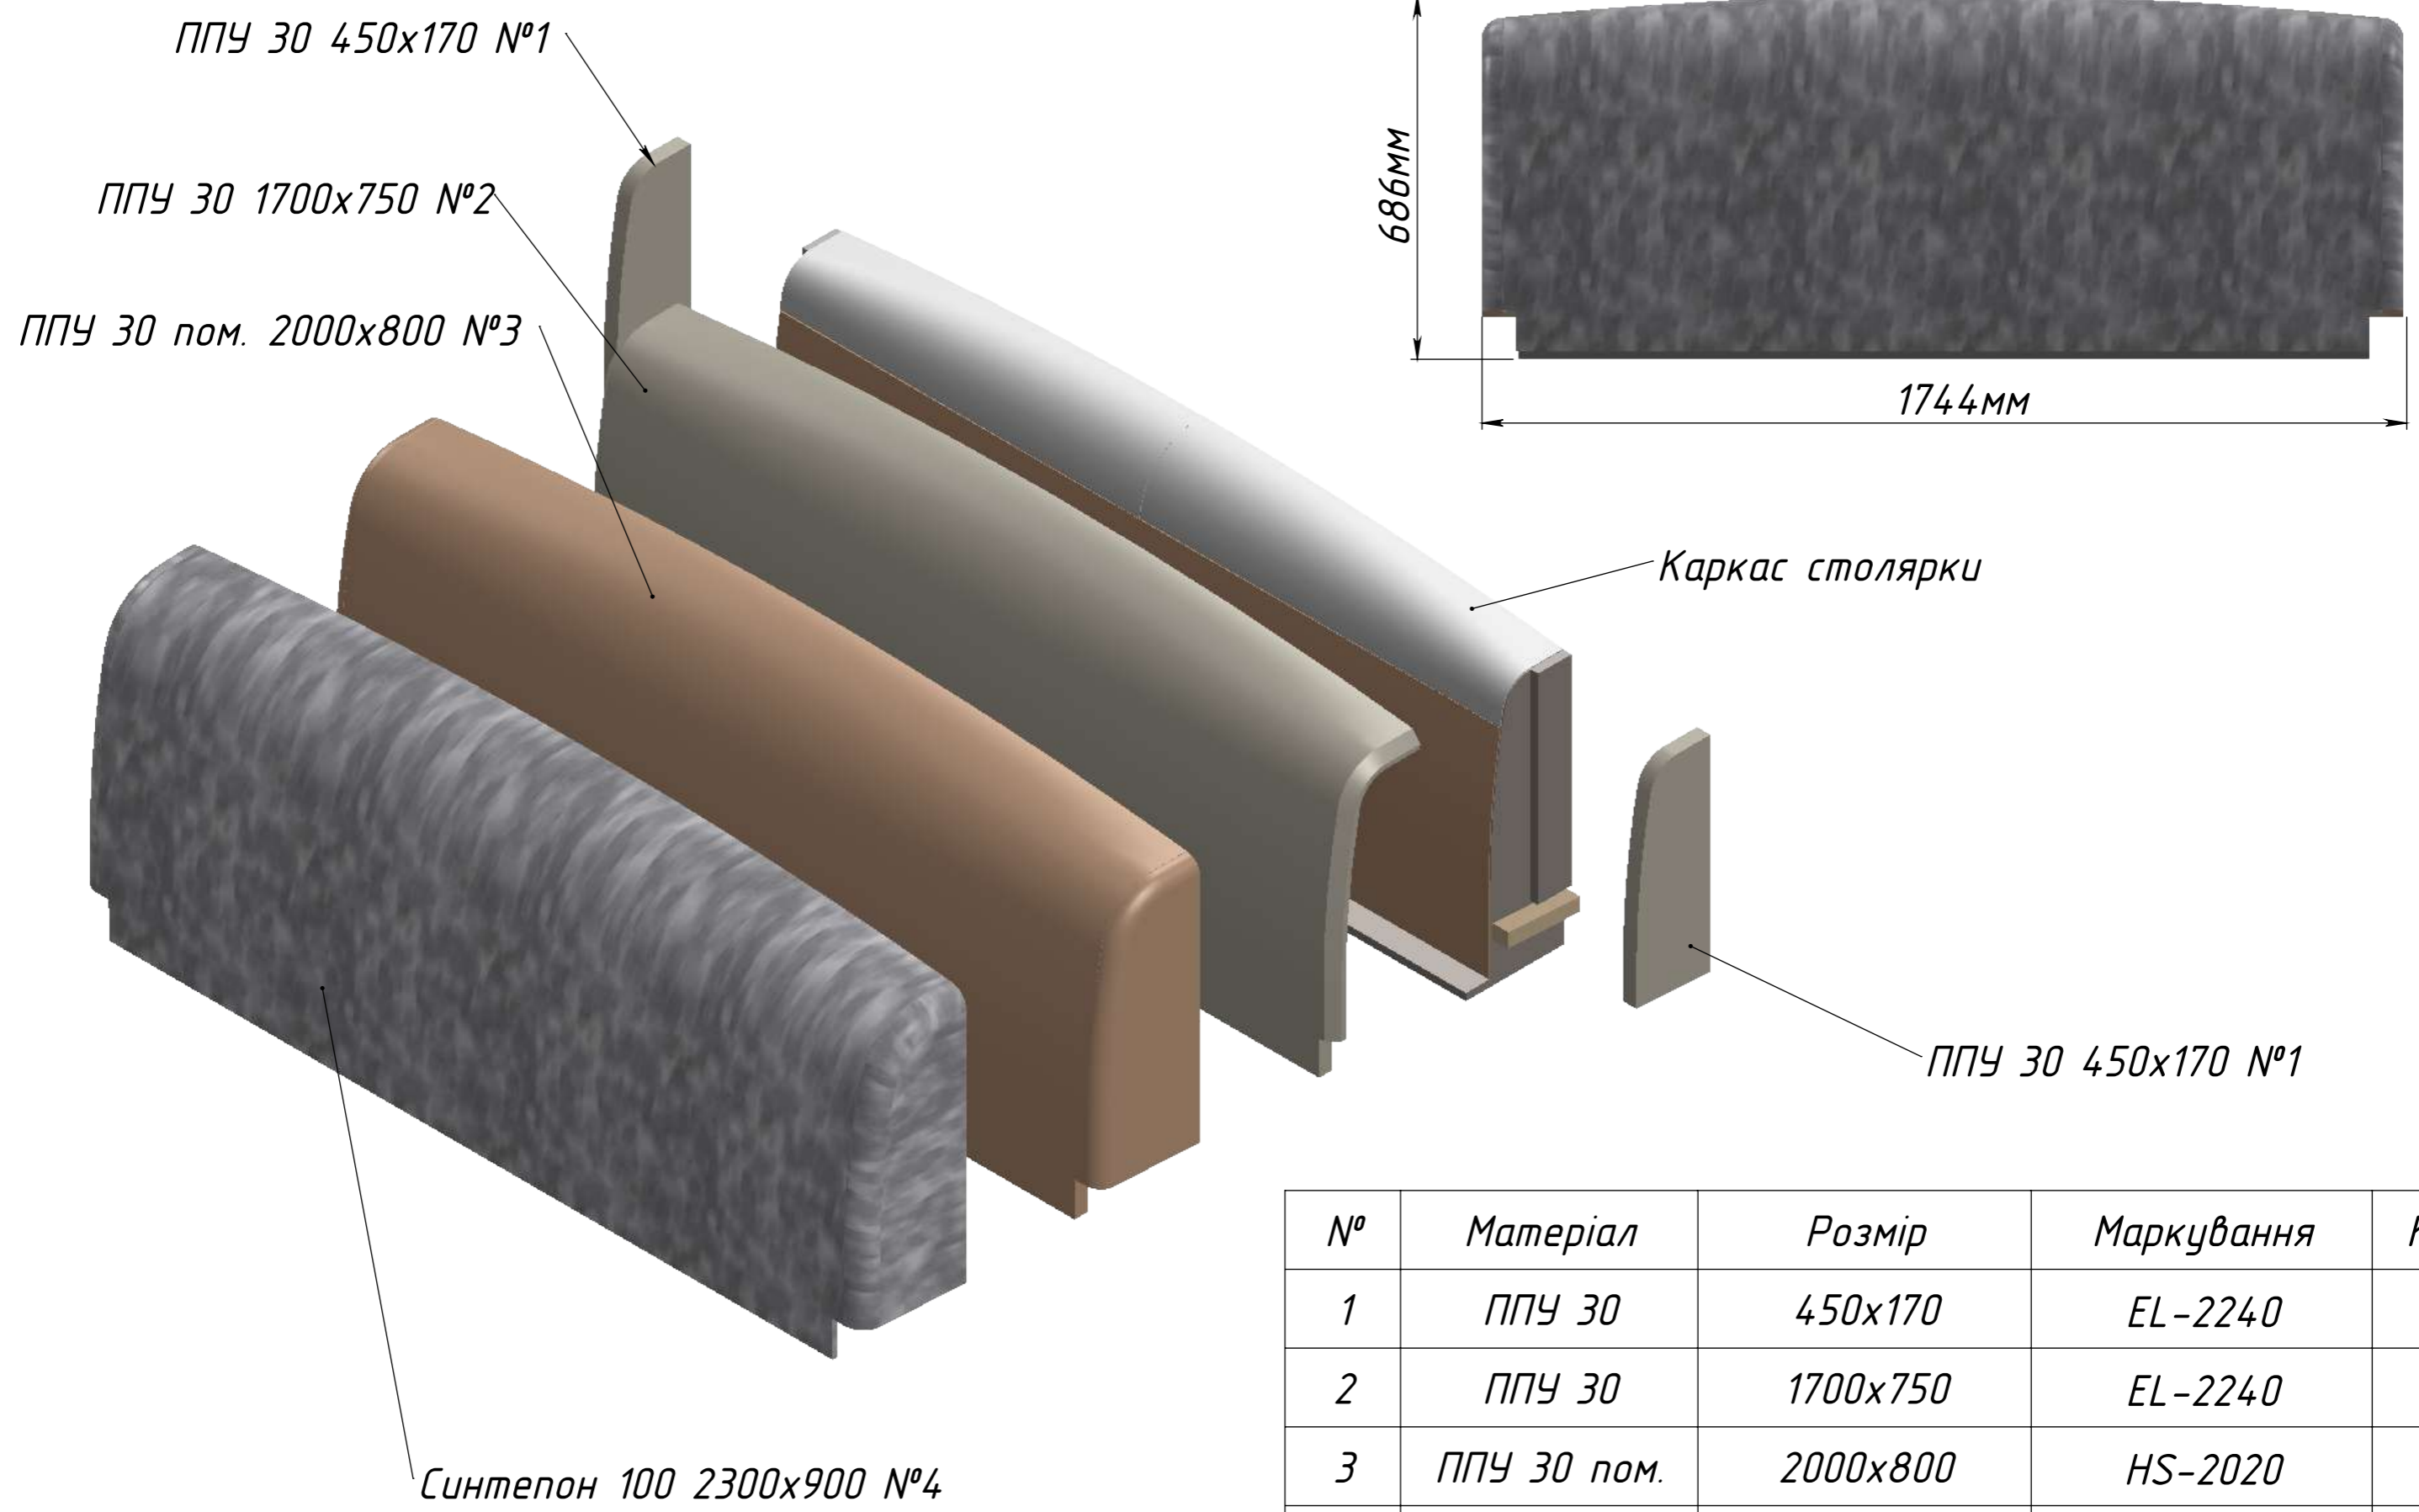 ППУ 30 450х170 №1
ППУ 30 1700х750 №2
ППУ 30 пом. 2000х800 №3
686мм
1744мм
Каркас столярки
ППУ 30 450х170 №1
Синтепон 100 2300х900 №4
№ Матеріал Розмір Маркування
1 ППУ 30 450х170 EL-2240
2 ППУ 30 1700х750 EL-2240
3 ППУ 30 пом. 2000х800 HS-2020